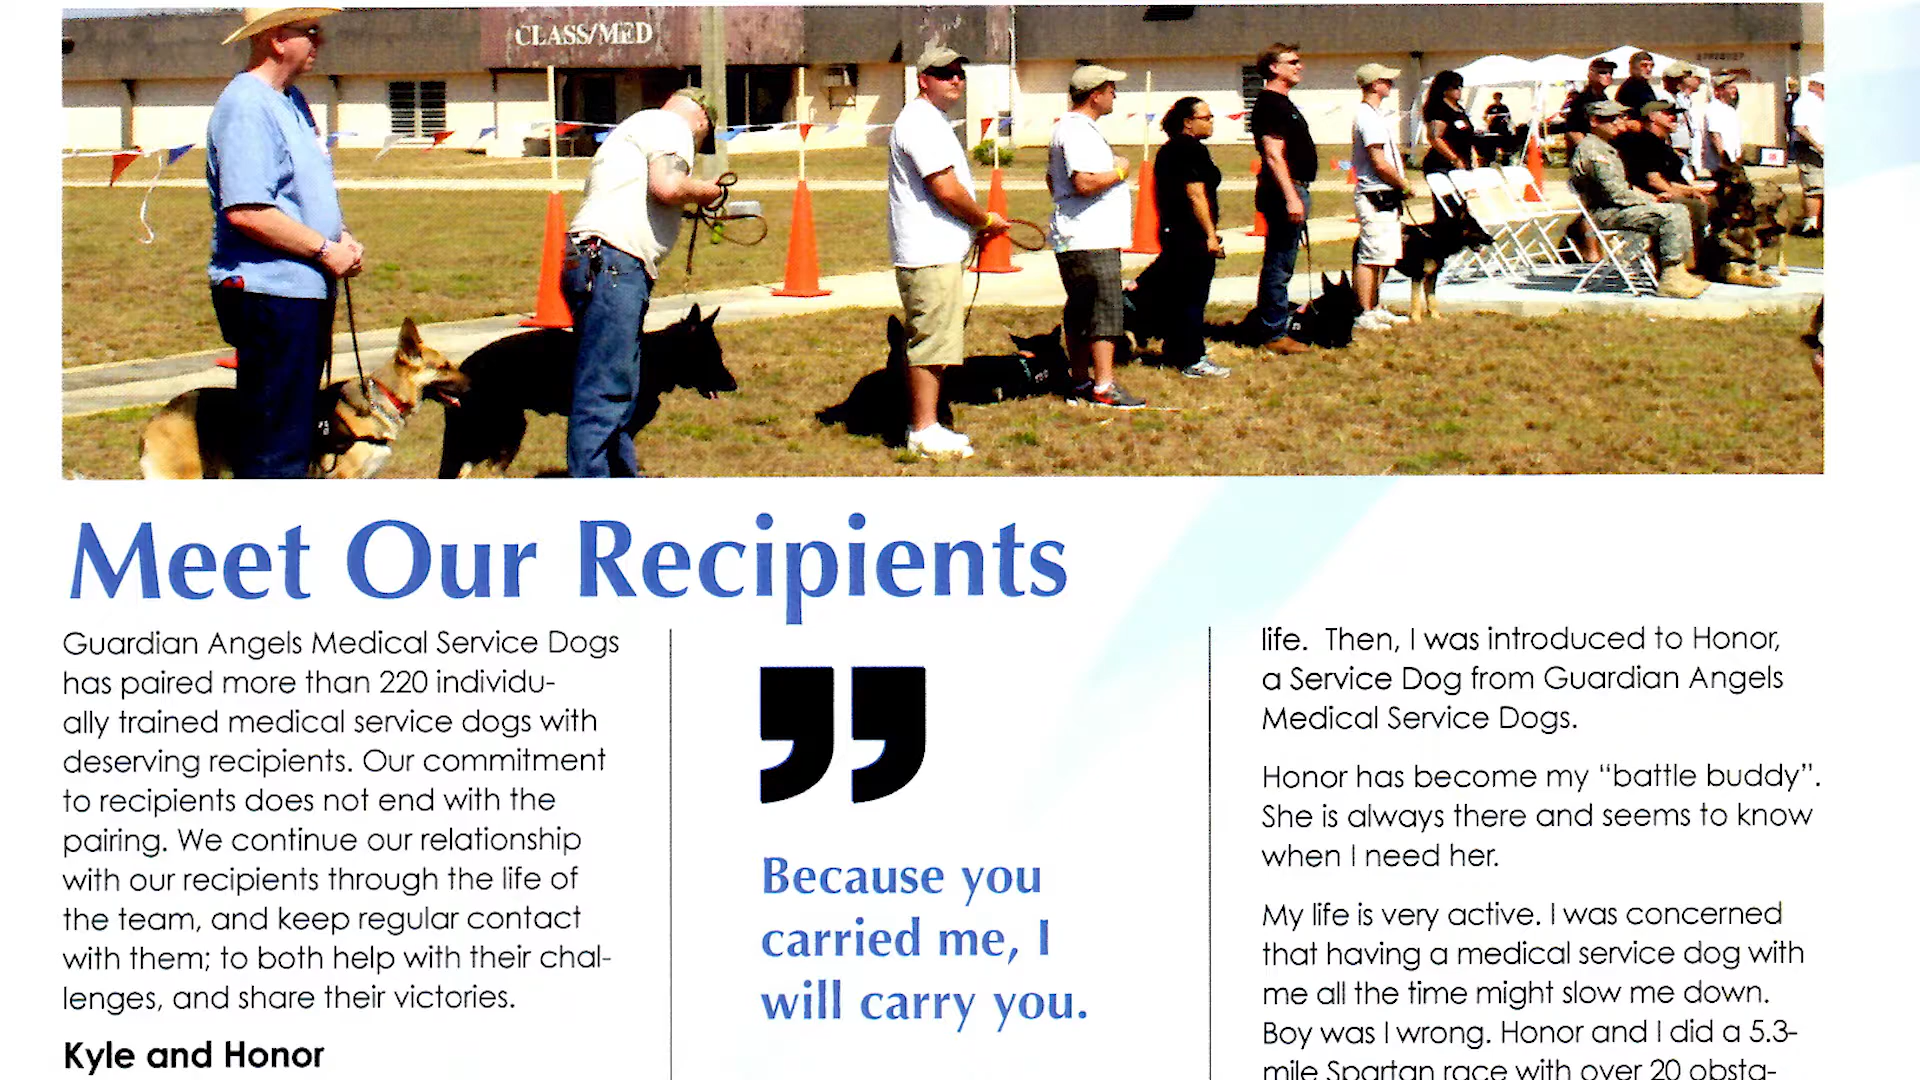 CLASS/MED
Meet Our Recipients
Guardian Angels Medical Service Dogs
has paired more than 220 individu-
ally trained medical service dogs with
deserving recipients. Our commitment
to recipients does not end with the
pairing. We continue our relationship
with our recipients through the life of
the team, and keep regular contact
with them; to both help with their chal-
lenges, and share their victories.
Kyle and Honor
”
Because you
carried me, I
will carry you.
life. Then, I was introduced to Honor,
a Service Dog from Guardian Angels
Medical Service Dogs.
Honor has become my “battle buddy”.
She is always there and seems to know
when I need her.
My life is very active. I was concerned
that having a medical service dog with
me all the time might slow me down.
Boy was I wrong. Honor and I did a 5.3-
mile Spartan race with over 20 obsta-